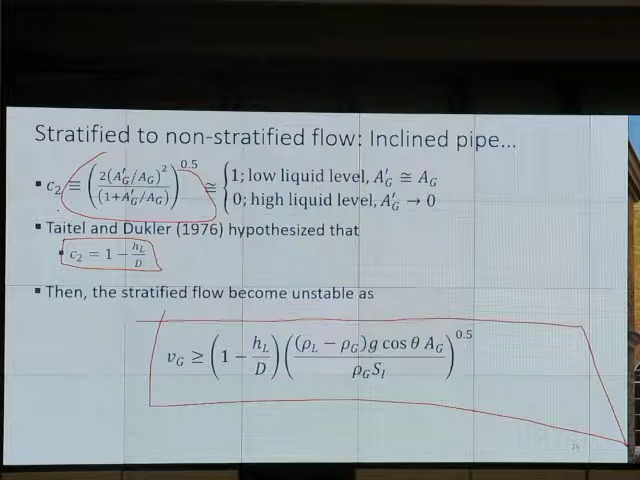 Stratified to non-stratified flow: Inclined pipe...
▪ c₂ ≡ (2(A′_G/A_G)² / (1+A′_G/A_G))^0.5 ≅ { 1; low liquid level, A′_G ≅ A_G
0; high liquid level, A′_G → 0
▪ Taitel and Dukler (1976) hypothesized that
▪ c₂ = 1 − h_L/D
▪ Then, the stratified flow become unstable as
v_G ≥ (1 − h_L/D) ((ρ_L − ρ_G)g cos θ A_G / ρ_G S_I)^0.5
26